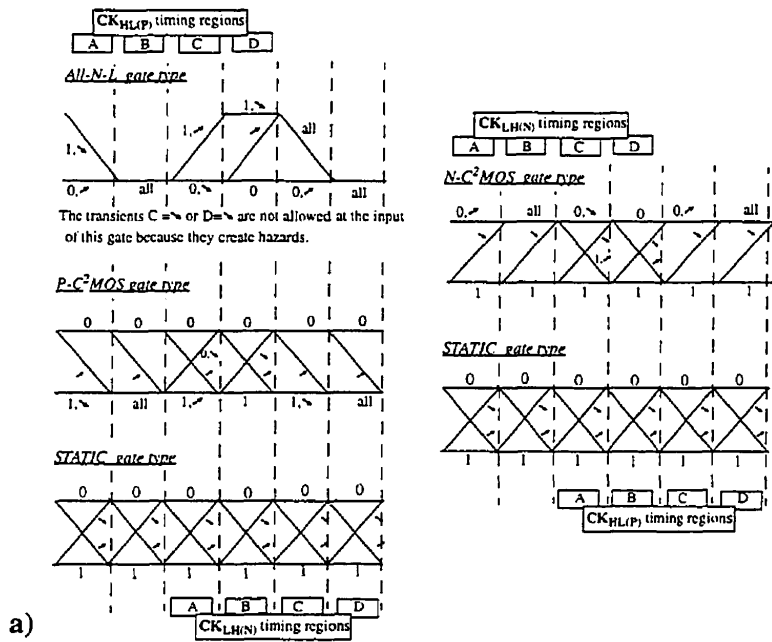 CK_HL(P) timing regions
A B C D
All-N-L gate type
1,↘ 1,↗ 1,↘ ↗ all
0,↗ all 0,↘ 0 0,↗ all
The transients C =↘ or D=↘ are not allowed at the input
of this gate because they create hazards.
P-C²MOS gate type
0 0 0 0 0 0
0,↘
1,↘ all 1,↗ 1 1,↘ all
STATIC gate type
0 0 0 0 0 0
1 1 1 1 1 1
A B C D
CK_LH(N) timing regions
a)
CK_LH(N) timing regions
A B C D
N-C²MOS gate type
0,↗ all 0,↘ 0 0,↗ all
1 1 1 1 1 1
STATIC gate type
0 0 0 0 0 0
1 1 1 1 1 1
A B C D
CK_HL(P) timing regions